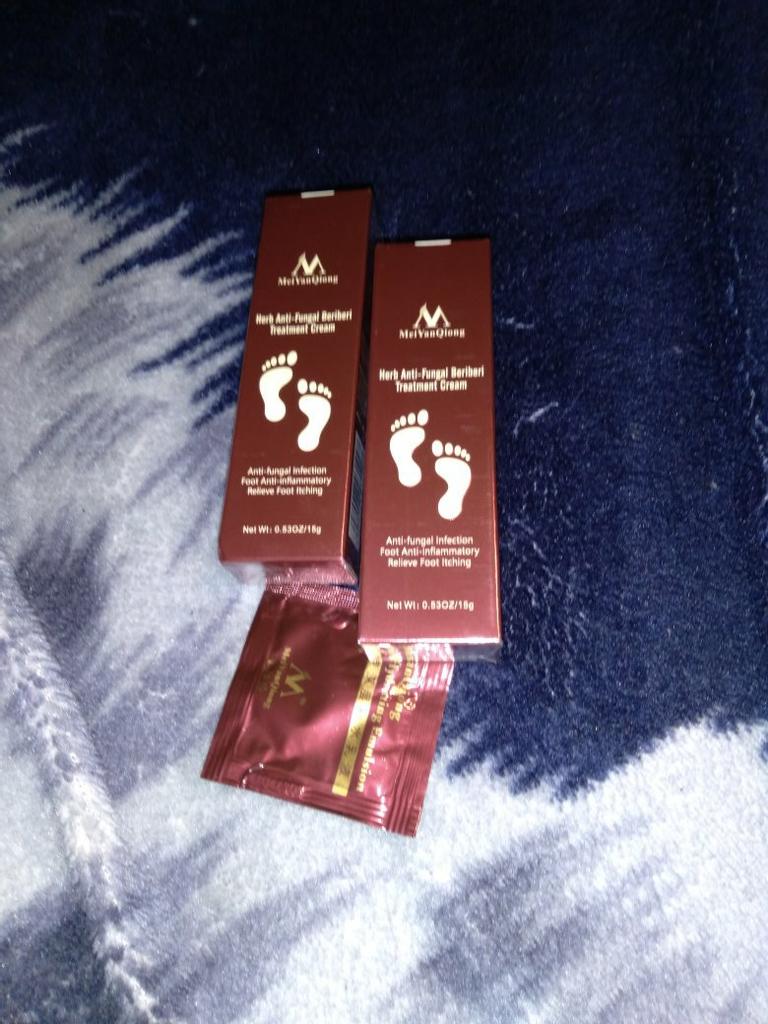 MeiYanQiong
Herb Anti-Fungal Beriberi
Treatment Cream
Anti-fungal Infection
Foot Anti-inflammatory
Relieve Foot Itching
Net Wt: 0.53OZ/15g
MeiYanQiong
Herb Anti-Fungal Beriberi
Treatment Cream
Anti-fungal Infection
Foot Anti-inflammatory
Relieve Foot Itching
Net Wt: 0.53OZ/15g
MeiYanQiong
Emulsion